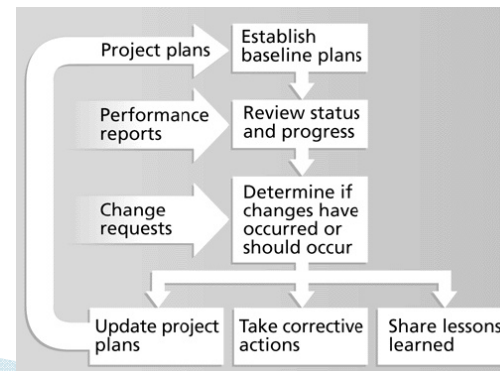 Project plans
Establish
baseline plans
Performance
reports
Review status
and progress
Change
requests
Determine if
changes have
occurred or
should occur
Update project
plans
Take corrective
actions
Share lessons
learned